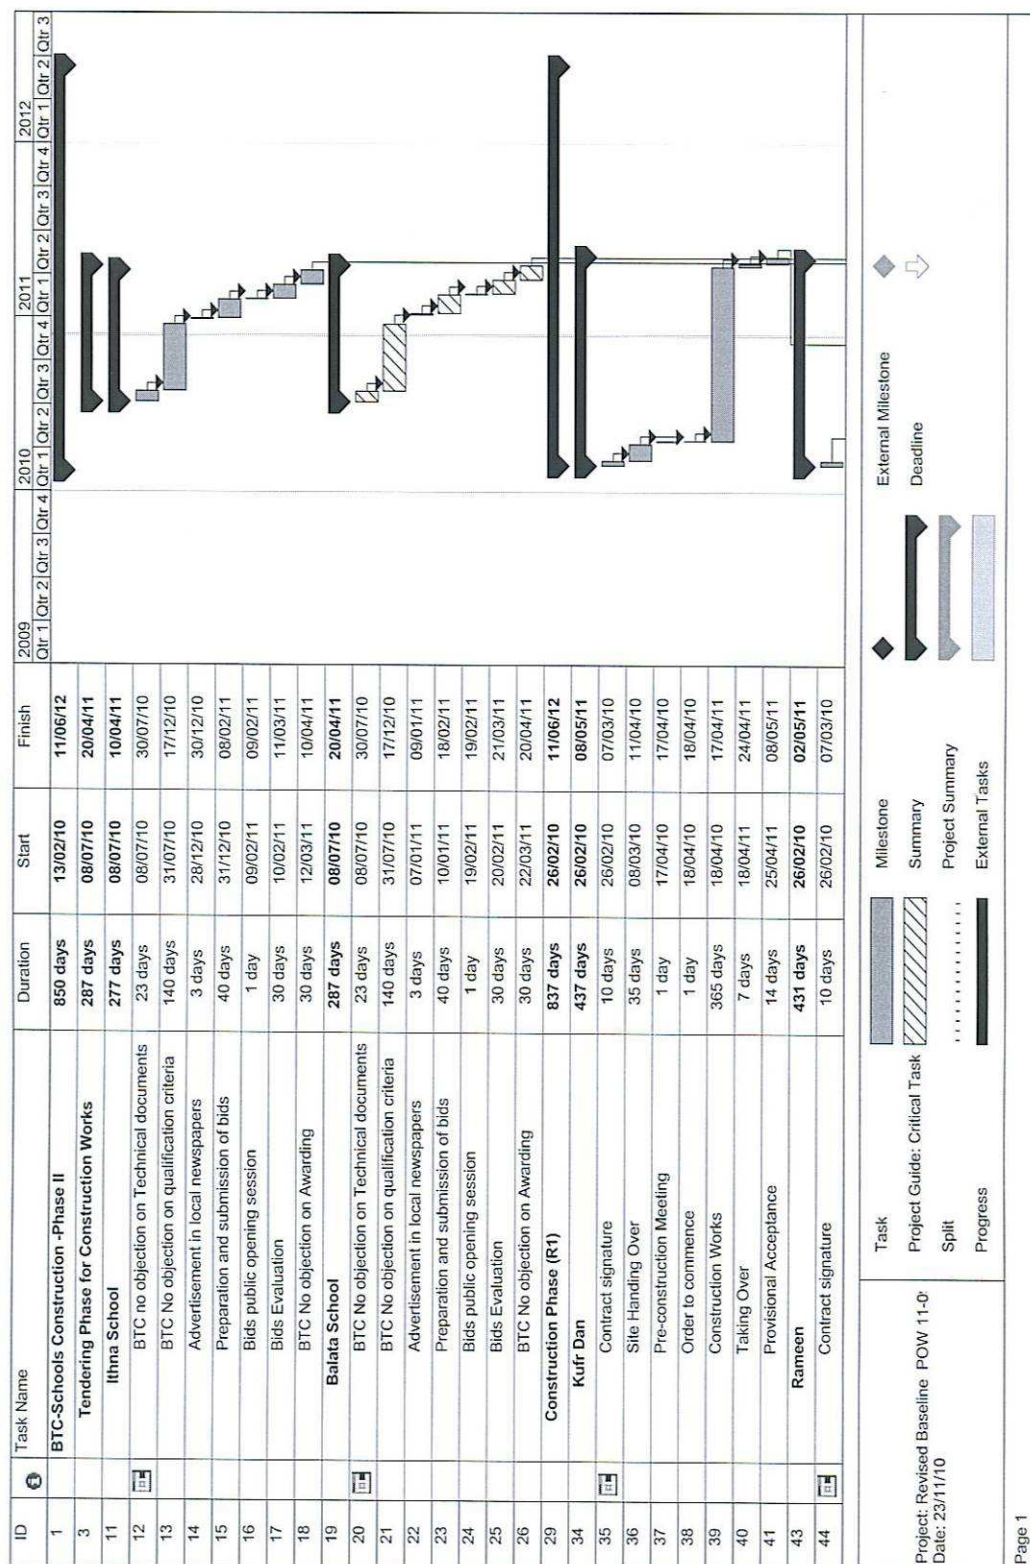 ID Task Name Duration Start Finish 2009 2010 2011 2012
Qtr 1 Qtr 2 Qtr 3 Qtr 4 Qtr 1 Qtr 2 Qtr 3 Qtr 4 Qtr 1 Qtr 2 Qtr 3 Qtr 4 Qtr 1 Qtr 2 Qtr 3
1 BTC-Schools Construction -Phase II 850 days 13/02/10 11/06/12
3 Tendering Phase for Construction Works 287 days 08/07/10 20/04/11
11 Ithna School 277 days 08/07/10 10/04/11
12 BTC no objection on Technical documents 23 days 08/07/10 30/07/10
13 BTC No objection on qualification criteria 140 days 31/07/10 17/12/10
14 Advertisement in local newspapers 3 days 28/12/10 30/12/10
15 Preparation and submission of bids 40 days 31/12/10 08/02/11
16 Bids public opening session 1 day 09/02/11 09/02/11
17 Bids Evaluation 30 days 10/02/11 11/03/11
18 BTC No objection on Awarding 30 days 12/03/11 10/04/11
19 Balata School 287 days 08/07/10 20/04/11
20 BTC No objection on Technical documents 23 days 08/07/10 30/07/10
21 BTC No objection on qualification criteria 140 days 31/07/10 17/12/10
22 Advertisement in local newspapers 3 days 07/01/11 09/01/11
23 Preparation and submission of bids 40 days 10/01/11 18/02/11
24 Bids public opening session 1 day 19/02/11 19/02/11
25 Bids Evaluation 30 days 20/02/11 21/03/11
26 BTC No objection on Awarding 30 days 22/03/11 20/04/11
29 Construction Phase (R1) 837 days 26/02/10 11/06/12
34 Kufr Dan 437 days 26/02/10 08/05/11
35 Contract signature 10 days 26/02/10 07/03/10
36 Site Handing Over 35 days 08/03/10 11/04/10
37 Pre-construction Meeting 1 day 17/04/10 17/04/10
38 Order to commence 1 day 18/04/10 18/04/10
39 Construction Works 365 days 18/04/10 17/04/11
40 Taking Over 7 days 18/04/11 24/04/11
41 Provisional Acceptance 14 days 25/04/11 08/05/11
43 Rameen 431 days 26/02/10 02/05/11
44 Contract signature 10 days 26/02/10 07/03/10
Project: Revised Baseline POW 11-0
Date: 23/11/10
Task Milestone External Milestone
Project Guide: Critical Task Summary Deadline
Split Project Summary
Progress External Tasks
Page 1